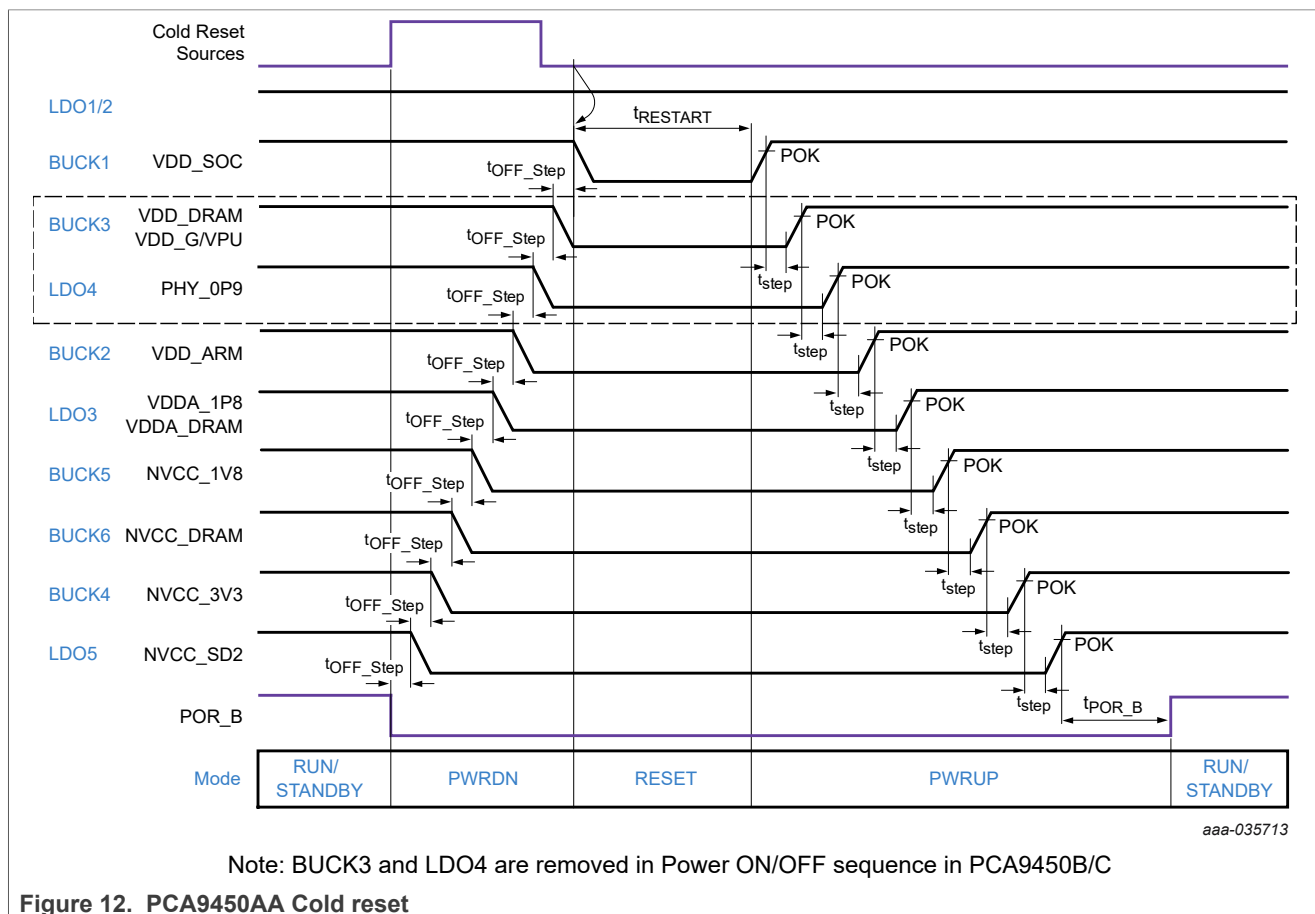 Cold Reset
Sources
LDO1/2
tRESTART
BUCK1 VDD_SOC
POK
tOFF_Step
BUCK3 VDD_DRAM
VDD_G/VPU
POK
tOFF_Step
tstep
LDO4 PHY_0P9
POK
tOFF_Step
tstep
BUCK2 VDD_ARM
POK
tOFF_Step
tstep
LDO3 VDDA_1P8
VDDA_DRAM
POK
tOFF_Step
tstep
BUCK5 NVCC_1V8
POK
tOFF_Step
tstep
BUCK6 NVCC_DRAM
POK
tOFF_Step
tstep
BUCK4 NVCC_3V3
POK
tOFF_Step
tstep
LDO5 NVCC_SD2
POK
tOFF_Step
tstep
tPOR_B
POR_B
Mode
RUN/
STANDBY
PWRDN
RESET
PWRUP
RUN/
STANDBY
aaa-035713
Note: BUCK3 and LDO4 are removed in Power ON/OFF sequence in PCA9450B/C
Figure 12. PCA9450AA Cold reset